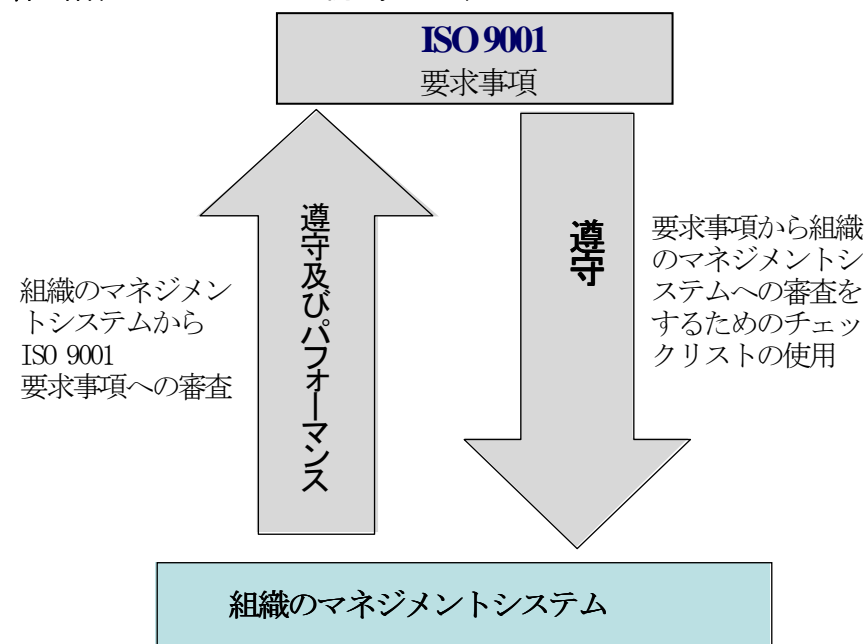 ISO 9001
要求事項
遵守及びパフォーマンス
遵守
組織のマネジメン
トシステムから
ISO 9001
要求事項への審査
要求事項から組織
のマネジメントシ
ステムへの審査を
するためのチェッ
クリストの使用
組織のマネジメントシステム